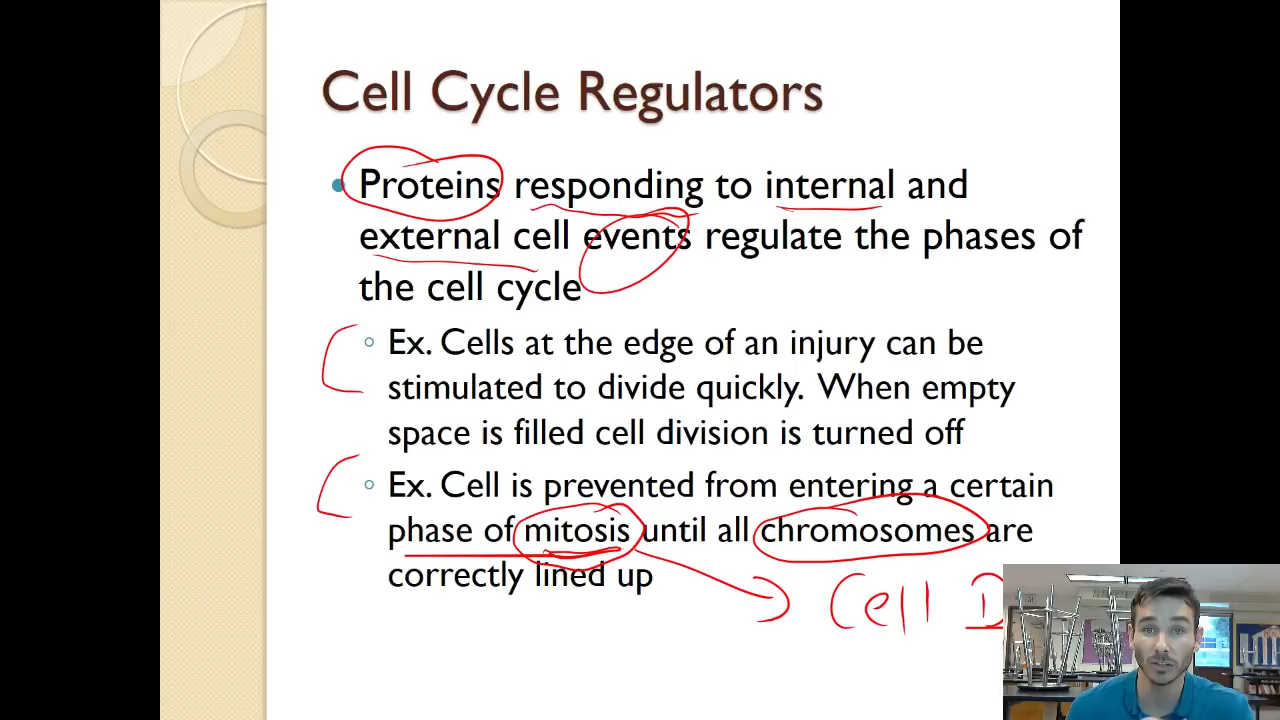 Cell Cycle Regulators
Proteins responding to internal and
external cell events regulate the phases of
the cell cycle
Ex. Cells at the edge of an injury can be
stimulated to divide quickly. When empty
space is filled cell division is turned off
Ex. Cell is prevented from entering a certain
phase of mitosis until all chromosomes are
correctly lined up
Cell D